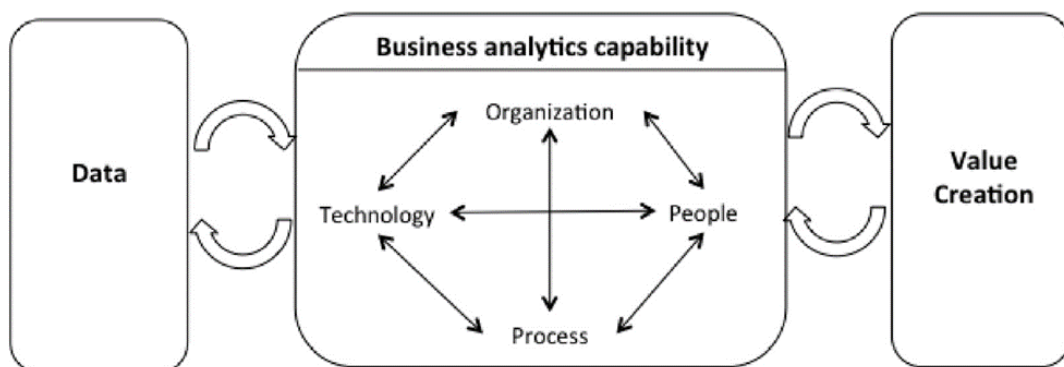 Business analytics capability
Organization
Data
Technology
People
Value
Creation
Process